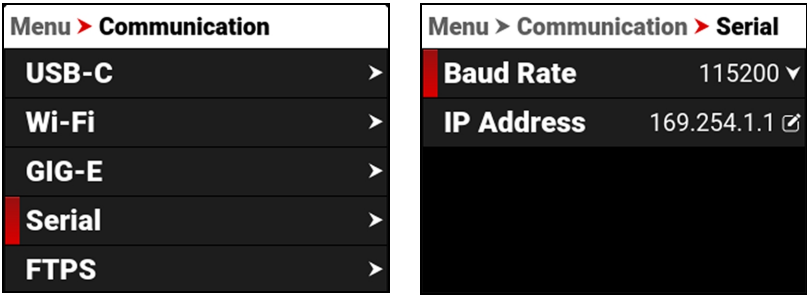 Menu ➤ Communication
USB-C
Wi-Fi
GIG-E
Serial
FTPS
Menu ➤ Communication ➤ Serial
Baud Rate 115200
IP Address 169.254.1.1